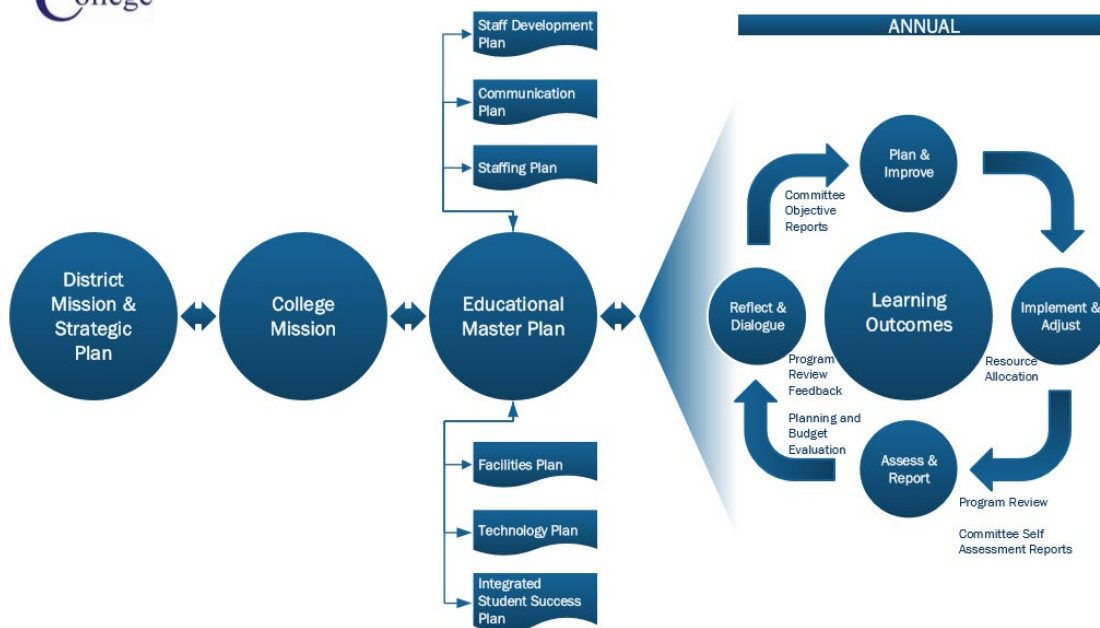 College
Staff Development
Plan
Communication
Plan
Staffing Plan
District
Mission &
Strategic
Plan
College
Mission
Educational
Master Plan
Facilities Plan
Technology Plan
Integrated
Student Success
Plan
ANNUAL
Plan &
Improve
Committee
Objective
Reports
Reflect &
Dialogue
Learning
Outcomes
Implement &
Adjust
Program
Review
Feedback
Resource
Allocation
Planning and
Budget
Evaluation
Assess &
Report
Program Review
Committee Self
Assessment Reports